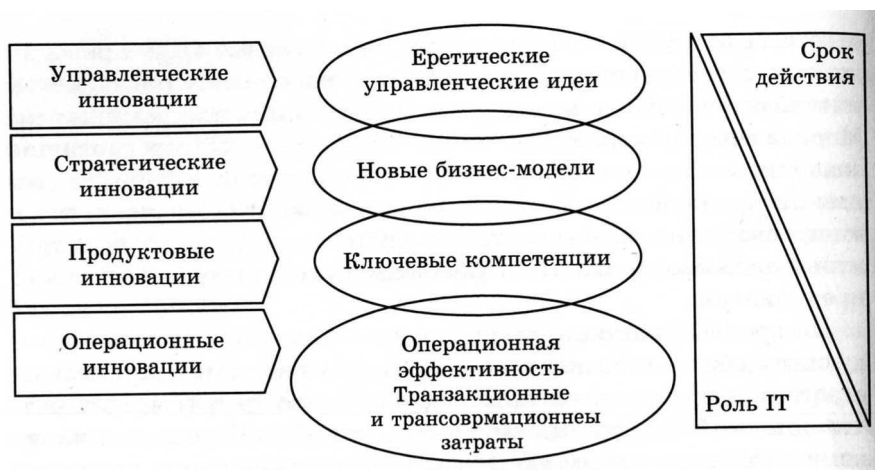 Управленческие
инновации
Еретические
управленческие идеи
Срок
действия
Стратегические
инновации
Новые бизнес-модели
Продуктовые
инновации
Ключевые компетенции
Операционные
инновации
Операционная
эффективность
Транзакционные
и трансоврмационнеы
затраты
Роль IT